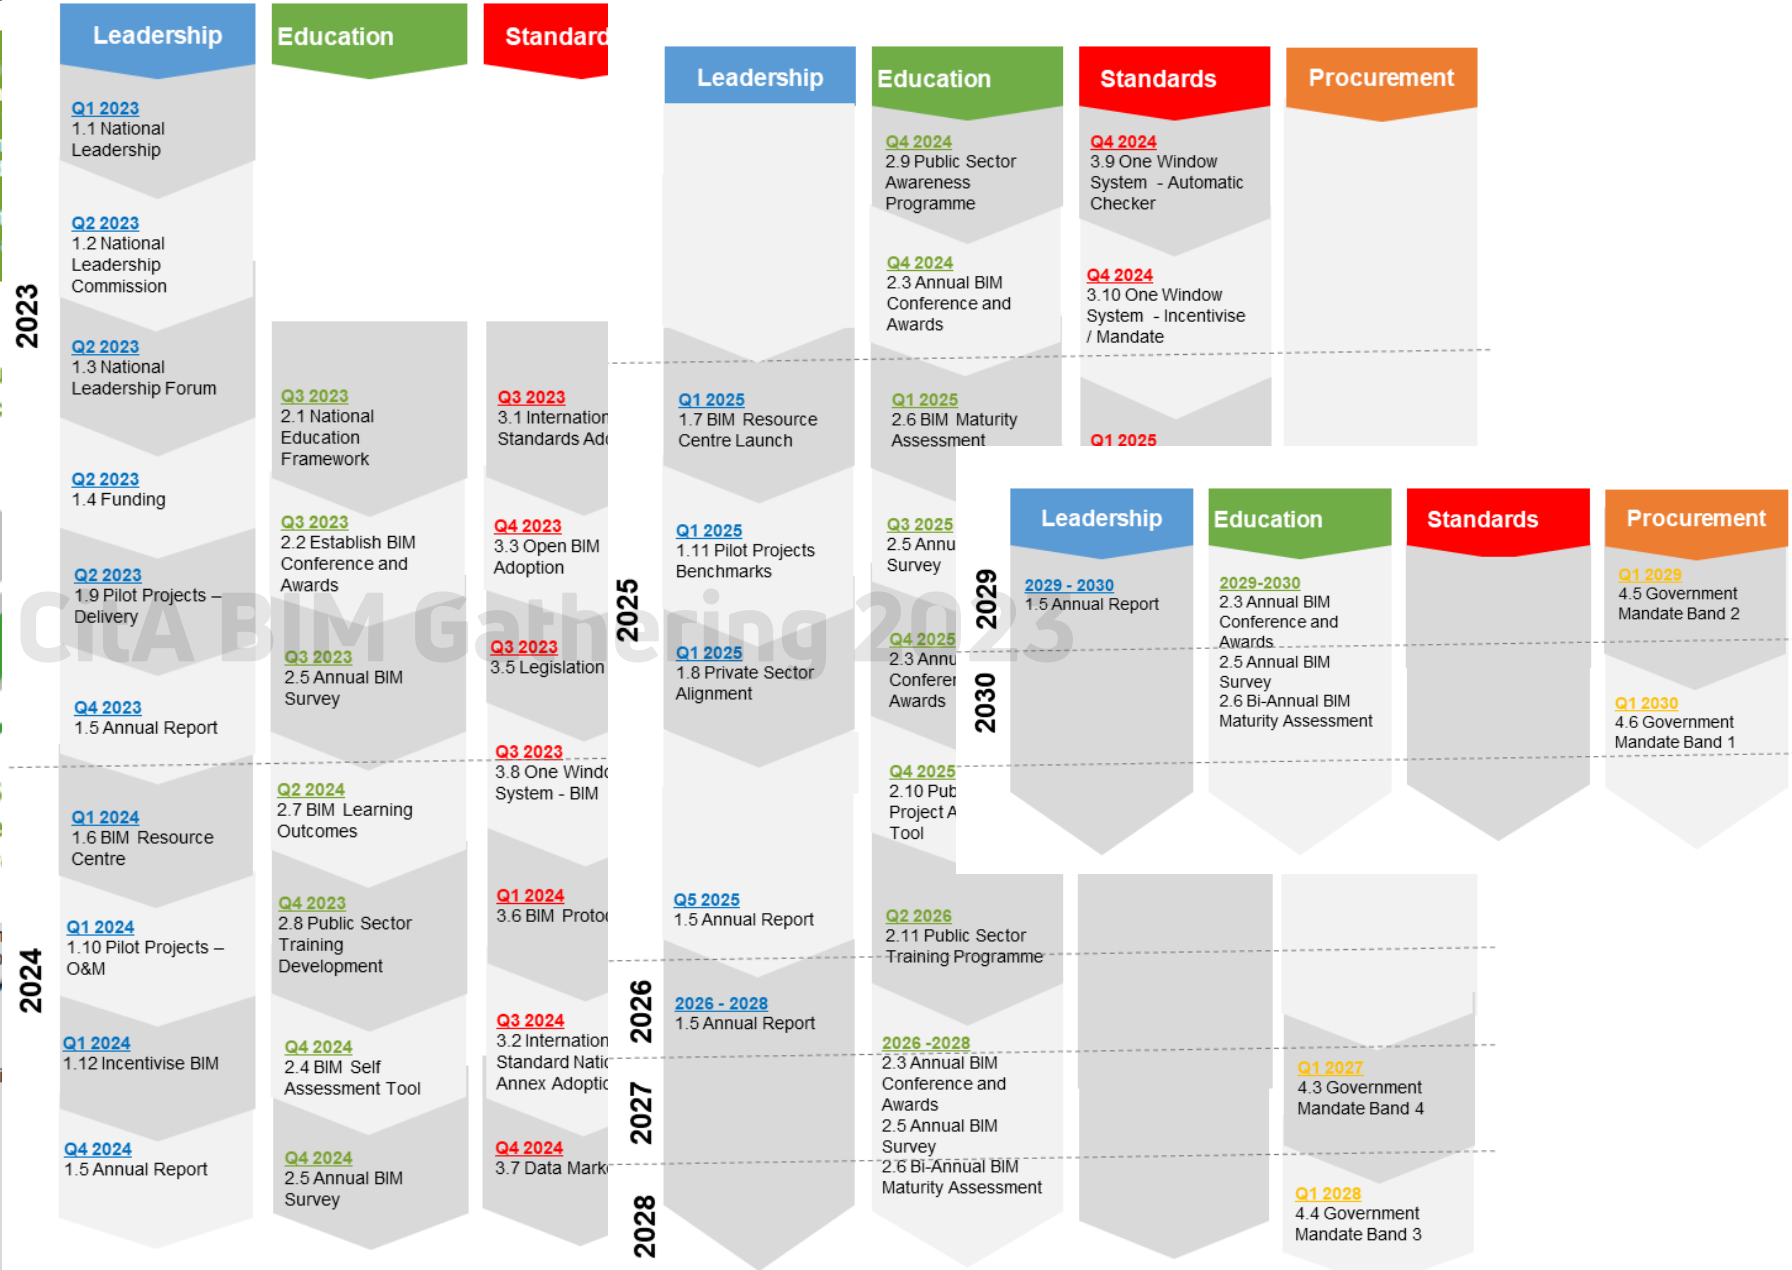 Leadership
Q1 2023
1.1 National
Leadership
Q2 2023
1.2 National
Leadership
Commission
Q2 2023
1.3 National
Leadership Forum
Q2 2023
1.4 Funding
Q2 2023
1.9 Pilot Projects –
Delivery
Q4 2023
1.5 Annual Report
Q1 2024
1.6 BIM Resource
Centre
Q1 2024
1.10 Pilot Projects –
O&M
Q1 2024
1.12 Incentivise BIM
Q4 2024
1.5 Annual Report
2023
2024
Education
Q3 2023
2.1 National
Education
Framework
Q3 2023
2.2 Establish BIM
Conference and
Awards
Q3 2023
2.5 Annual BIM
Survey
Q2 2024
2.7 BIM Learning
Outcomes
Q4 2023
2.8 Public Sector
Training
Development
Q4 2024
2.4 BIM Self
Assessment Tool
Q4 2024
2.5 Annual BIM
Survey
Standard
Q3 2023
3.1 Internation
Standards Ado
Q4 2023
3.3 Open BIM
Adoption
Q3 2023
3.5 Legislation
Q3 2023
3.8 One Windo
System - BIM
Q1 2024
3.6 BIM Protoc
Q3 2024
3.2 Internation
Standard Natio
Annex Adoptio
Q4 2024
3.7 Data Mark
CitA BIM Gathering 2023
Leadership
Q1 2025
1.7 BIM Resource
Centre Launch
Q1 2025
1.11 Pilot Projects
Benchmarks
Q1 2025
1.8 Private Sector
Alignment
Q5 2025
1.5 Annual Report
2026 - 2028
1.5 Annual Report
2025
2026
2027
2028
Education
Q4 2024
2.9 Public Sector
Awareness
Programme
Q4 2024
2.3 Annual BIM
Conference and
Awards
Q1 2025
2.6 BIM Maturity
Assessment
Q3 2025
2.5 Annu
Survey
Q4 2025
2.3 Annu
Conferen
Awards
Q4 2025
2.10 Pub
Project A
Tool
Q2 2026
2.11 Public Sector
Training Programme
2026 -2028
2.3 Annual BIM
Conference and
Awards
2.5 Annual BIM
Survey
2.6 Bi-Annual BIM
Maturity Assessment
Standards
Q4 2024
3.9 One Window
System - Automatic
Checker
Q4 2024
3.10 One Window
System - Incentivise
/ Mandate
Q1 2025
Procurement
Q1 2027
4.3 Government
Mandate Band 4
Q1 2028
4.4 Government
Mandate Band 3
2029
2030
Leadership
2029 - 2030
1.5 Annual Report
Education
2029-2030
2.3 Annual BIM
Conference and
Awards
2.5 Annual BIM
Survey
2.6 Bi-Annual BIM
Maturity Assessment
Standards
Procurement
Q1 2029
4.5 Government
Mandate Band 2
Q1 2030
4.6 Government
Mandate Band 1